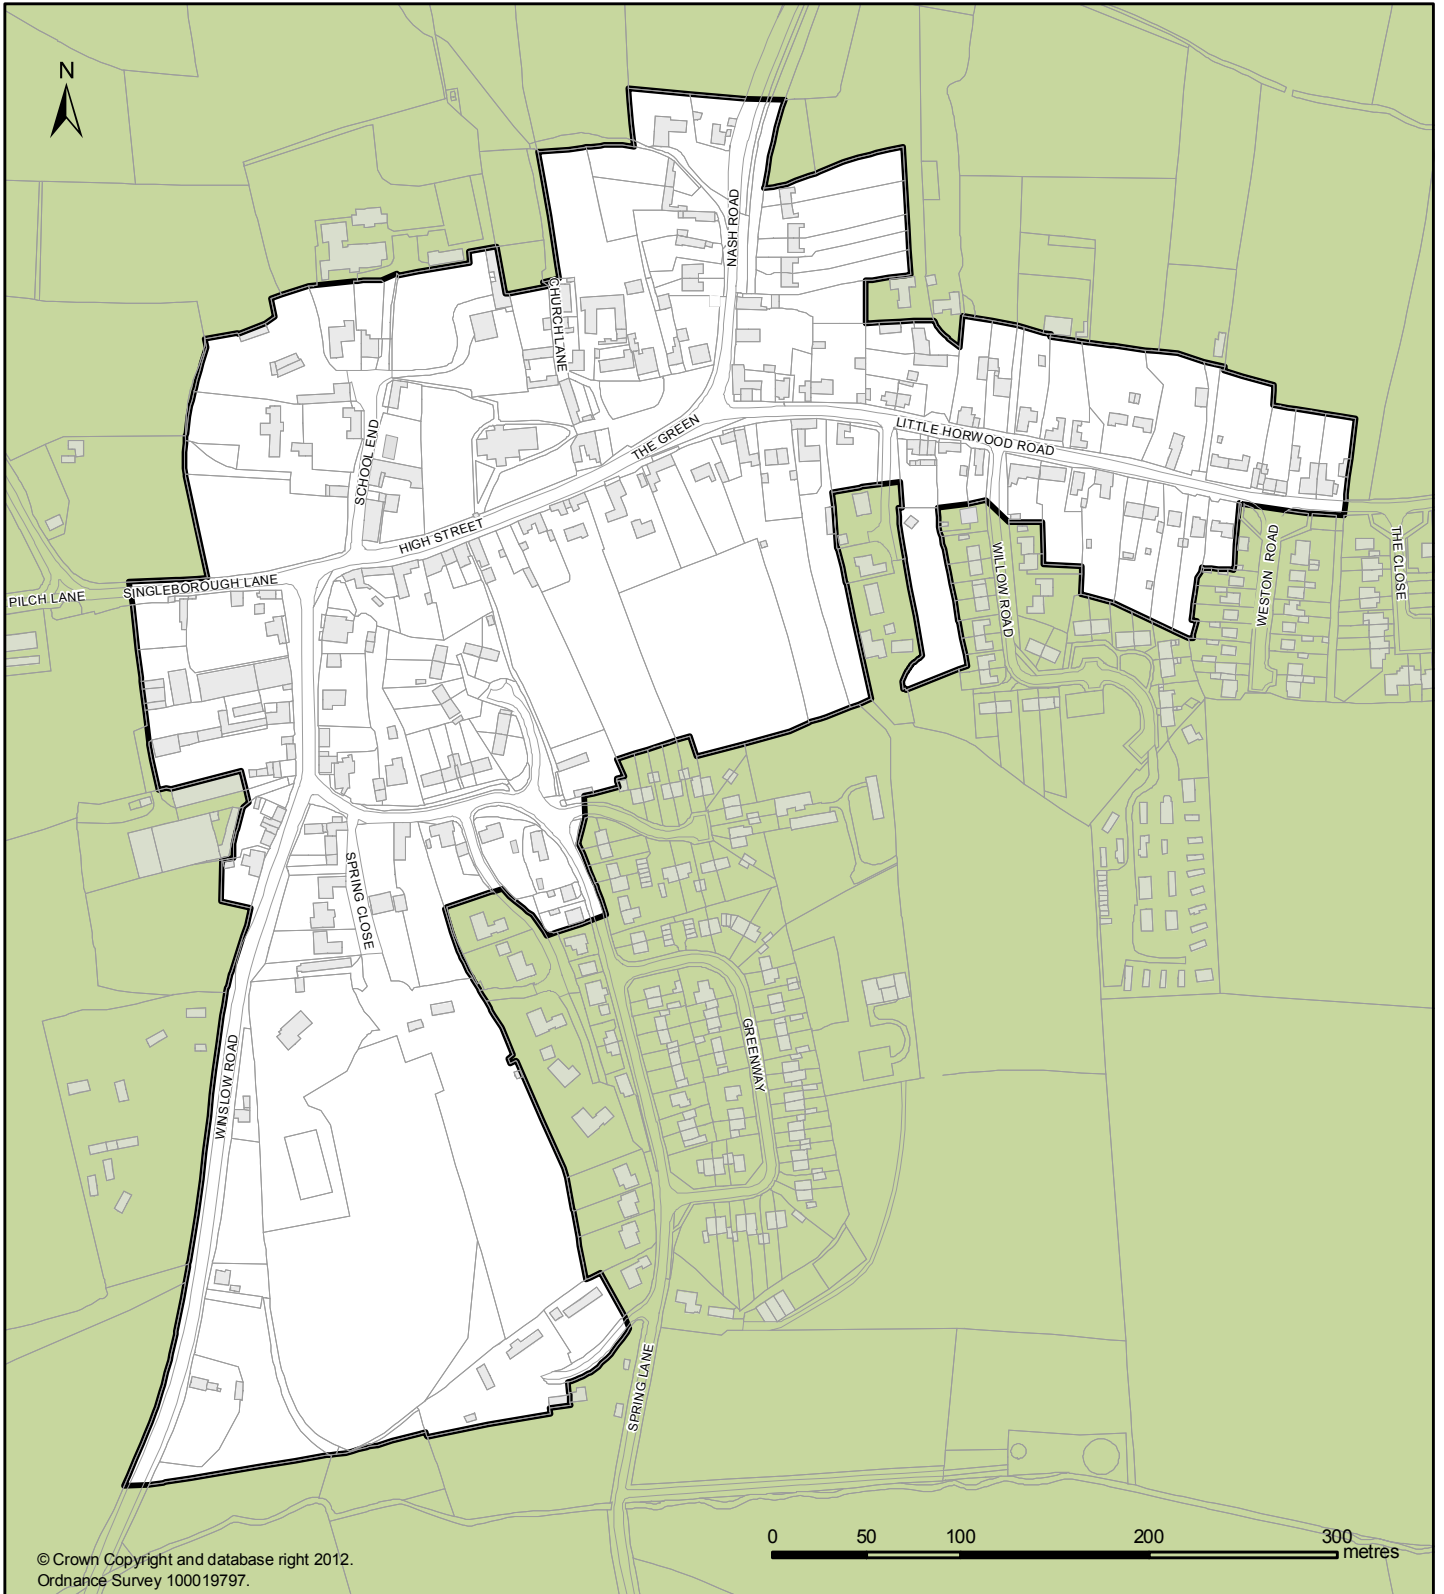 N
NASH ROAD
CHURCH LANE
THE GREEN
LITTLE HORWOOD ROAD
SCHOOL END
HIGH STREET
SINGLEBOROUGH LANE
PILCH LANE
WILLOW ROAD
WESTON ROAD
THE CLOSE
SPRING CLOSE
GREENWAY
WINSLOW ROAD
SPRING LANE
0 50 100 200 300
metres
© Crown Copyright and database right 2012.
Ordnance Survey 100019797.